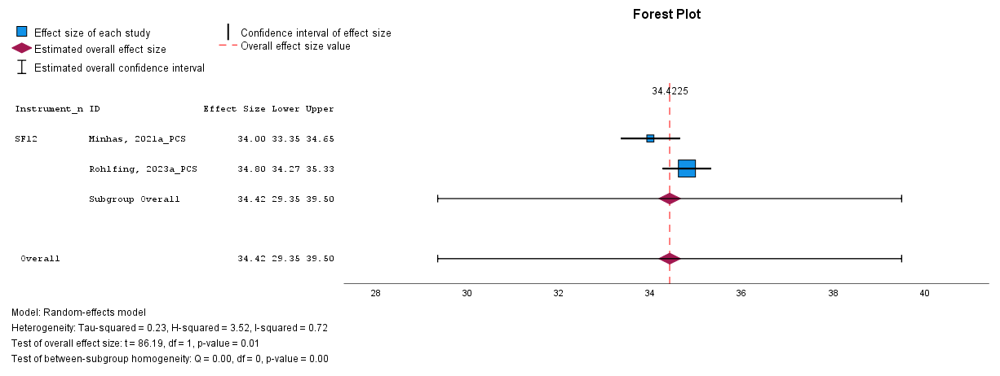 Forest Plot
Effect size of each study
Confidence interval of effect size
Estimated overall effect size
Overall effect size value
Estimated overall confidence interval
34.4225
Instrument_n ID Effect Size Lower Upper
SF12 Minhas, 2021a_PCS 34.00 33.35 34.65
Rohlfing, 2023a_PCS 34.80 34.27 35.33
Subgroup Overall 34.42 29.35 39.50
Overall 34.42 29.35 39.50
28 30 32 34 36 38 40
Model: Random-effects model
Heterogeneity: Tau-squared = 0.23, H-squared = 3.52, I-squared = 0.72
Test of overall effect size: t = 86.19, df = 1, p-value = 0.01
Test of between-subgroup homogeneity: Q = 0.00, df = 0, p-value = 0.00